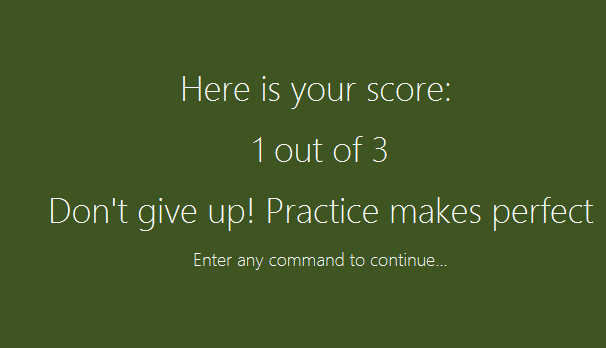 Here is your score:
1 out of 3
Don't give up! Practice makes perfect
Enter any command to continue...